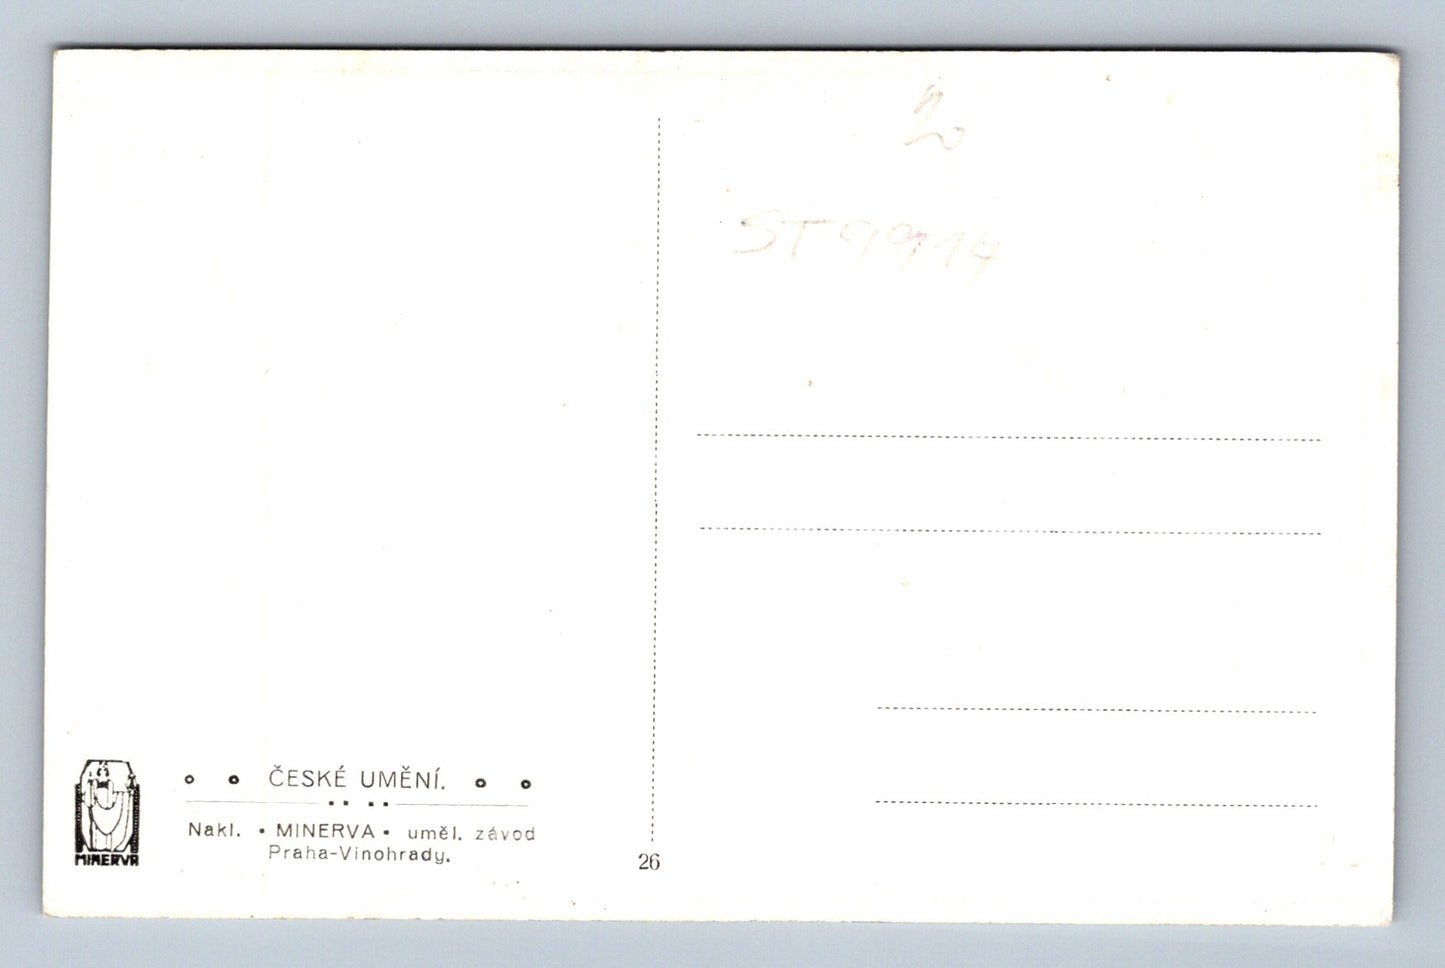 2
ST9914
ČESKÉ UMĚNÍ.
Nakl. • MINERVA • uměl. závod
Praha-Vinohrady.
MINERVA
26